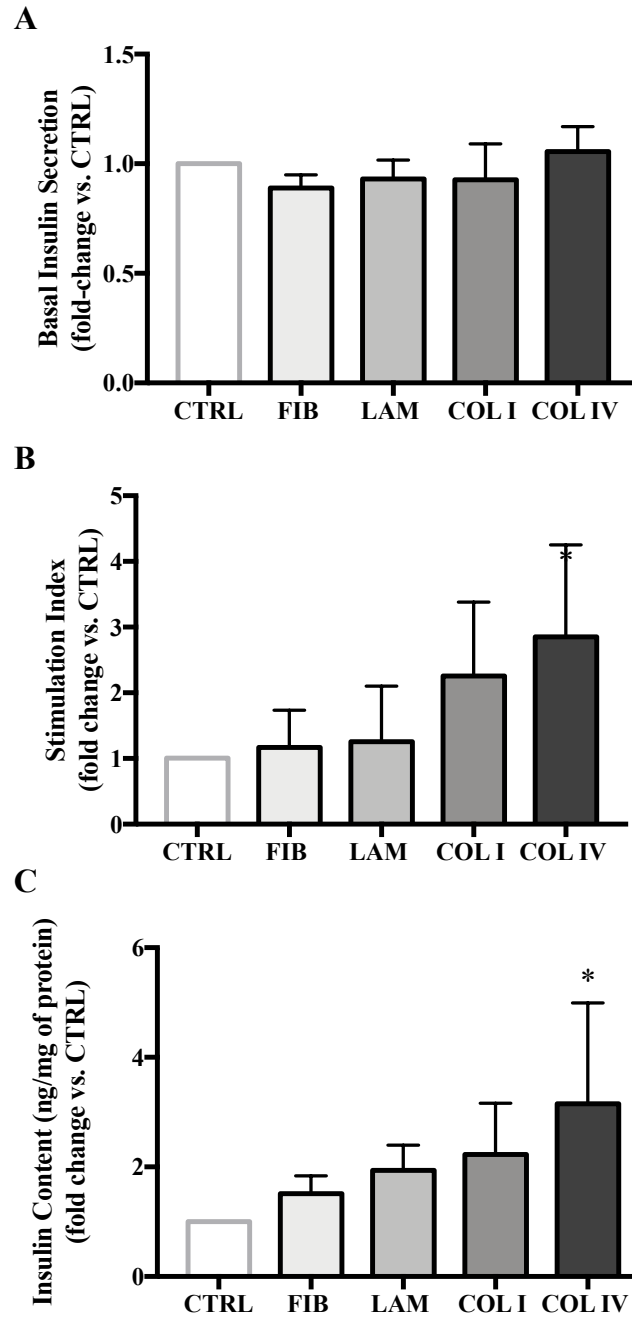 A
Basal Insulin Secretion
(fold-change vs. CTRL)
1.5
1.0
0.5
0.0
CTRL FIB LAM COL I COL IV
B
Stimulation Index
(fold change vs. CTRL)
5
4
3
2
1
0
*
CTRL FIB LAM COL I COL IV
C
Insulin Content (ng/mg of protein)
(fold change vs. CTRL)
6
4
2
0
*
CTRL FIB LAM COL I COL IV